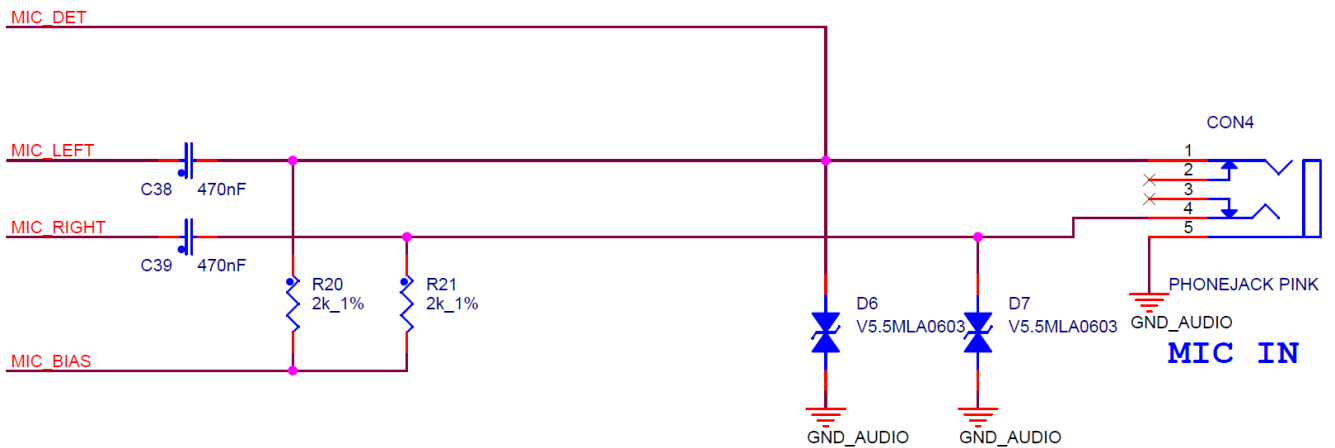 MIC_DET
CON4
MIC_LEFT
1
2
C38 470nF
3
4
MIC_RIGHT
5
C39 470nF
R20
2k_1%
R21
2k_1%
PHONEJACK PINK
D6
V5.5MLA0603
D7
V5.5MLA0603
GND_AUDIO
MIC_BIAS
MIC IN
GND_AUDIO
GND_AUDIO